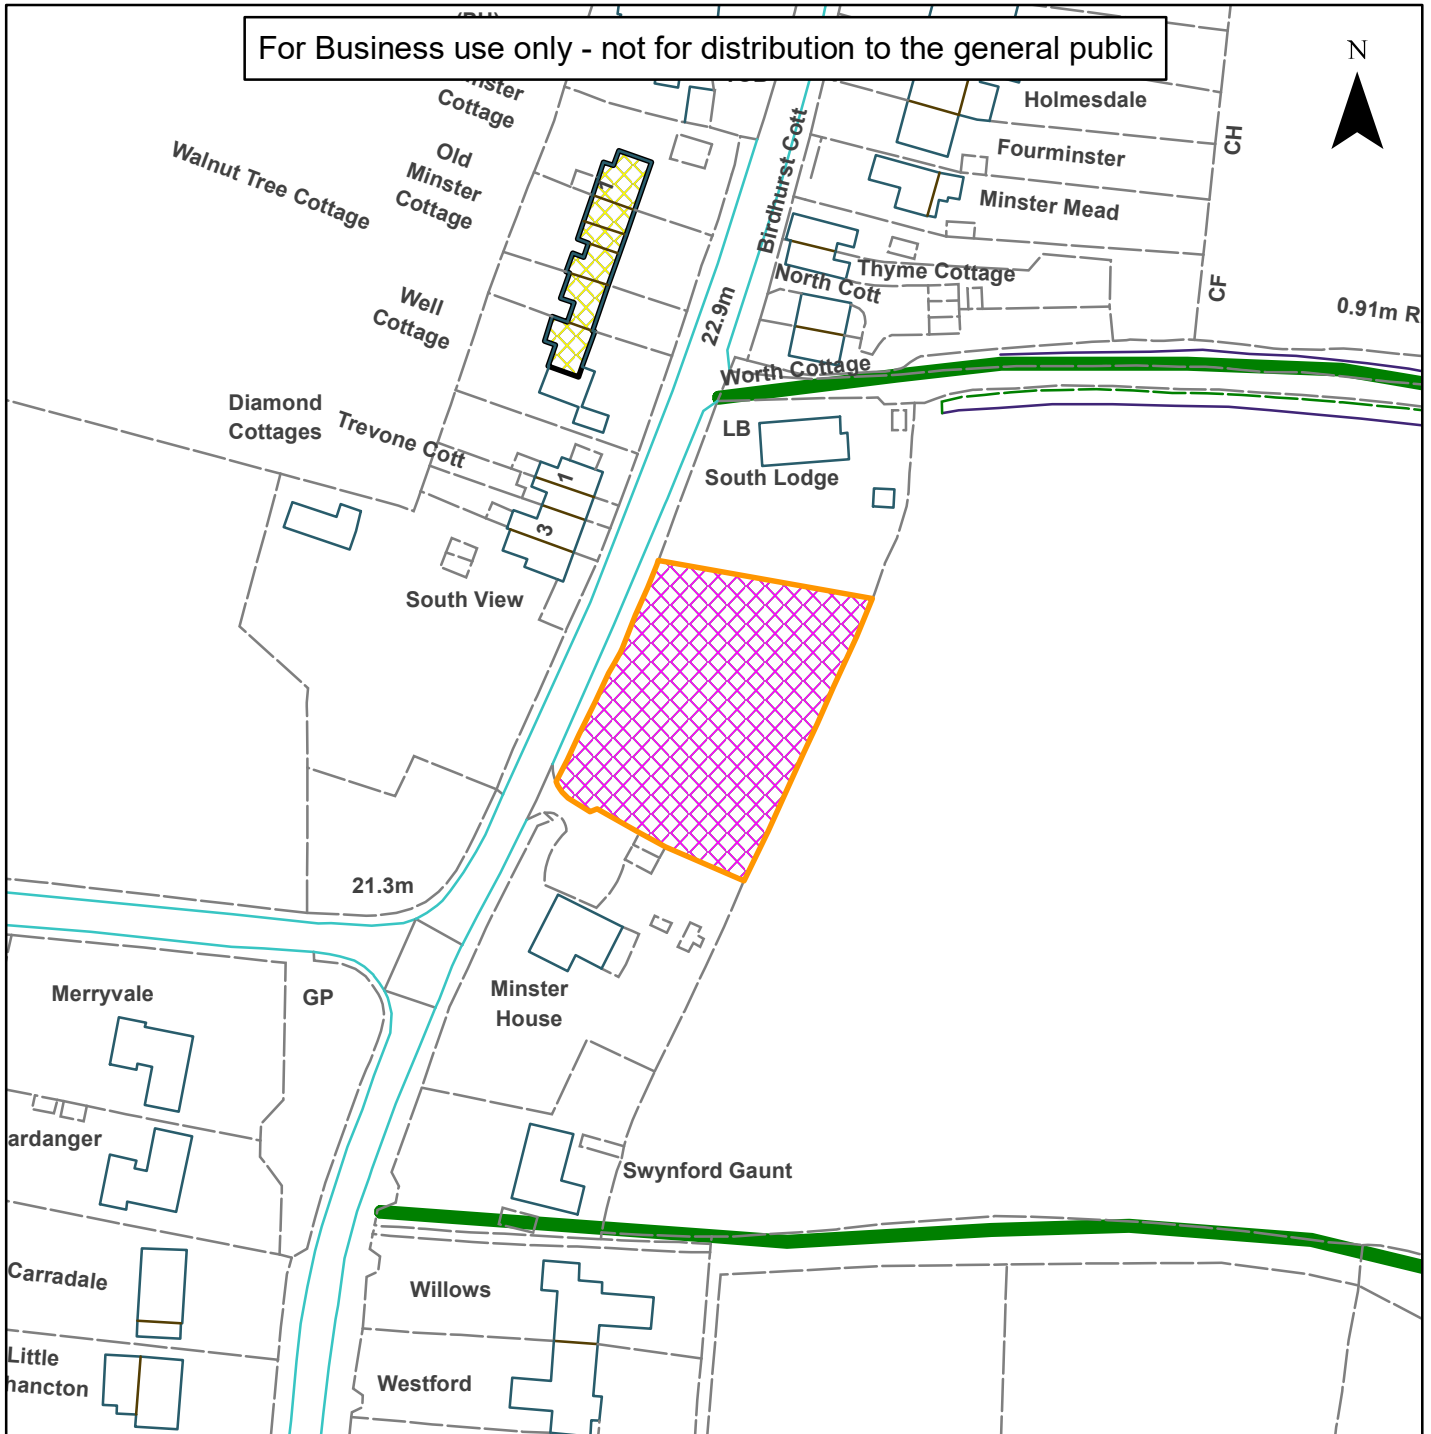 For Business use only - not for distribution to the general public
N
Cottage
Holmesdale
CH
Fourminster
Old
Minster
Cottage
Walnut Tree Cottage
1
Birdhurst Cott
Minster Mead
Thyme Cottage
North Cott
CF
Well
Cottage
22.9m
0.91m R
Worth Cottage
Diamond
Cottages
Trevone Cott
LB
South Lodge
1
3
South View
21.3m
Merryvale
GP
Minster
House
ardanger
Swynford Gaunt
Carradale
Willows
Little
hancton
Westford